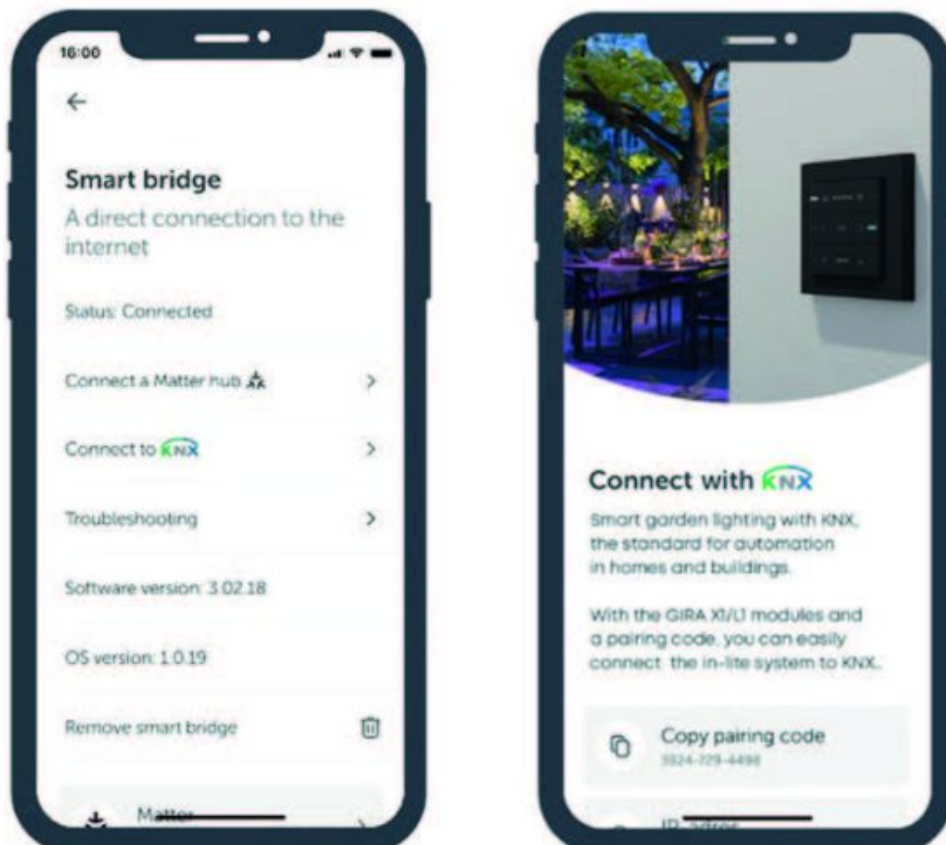 16:00
Smart bridge
A direct connection to the
internet
Status: Connected
Connect a Matter hub
Connect to KNX
Troubleshooting
Software version: 3.02.18
OS version: 1.0.19
Remove smart bridge
Matter
Connect with KNX
Smart garden lighting with KNX,
the standard for automation
in homes and buildings.
With the GIRA X1/L1 modules and
a pairing code, you can easily
connect the in-lite system to KNX.
Copy pairing code
IP-adres